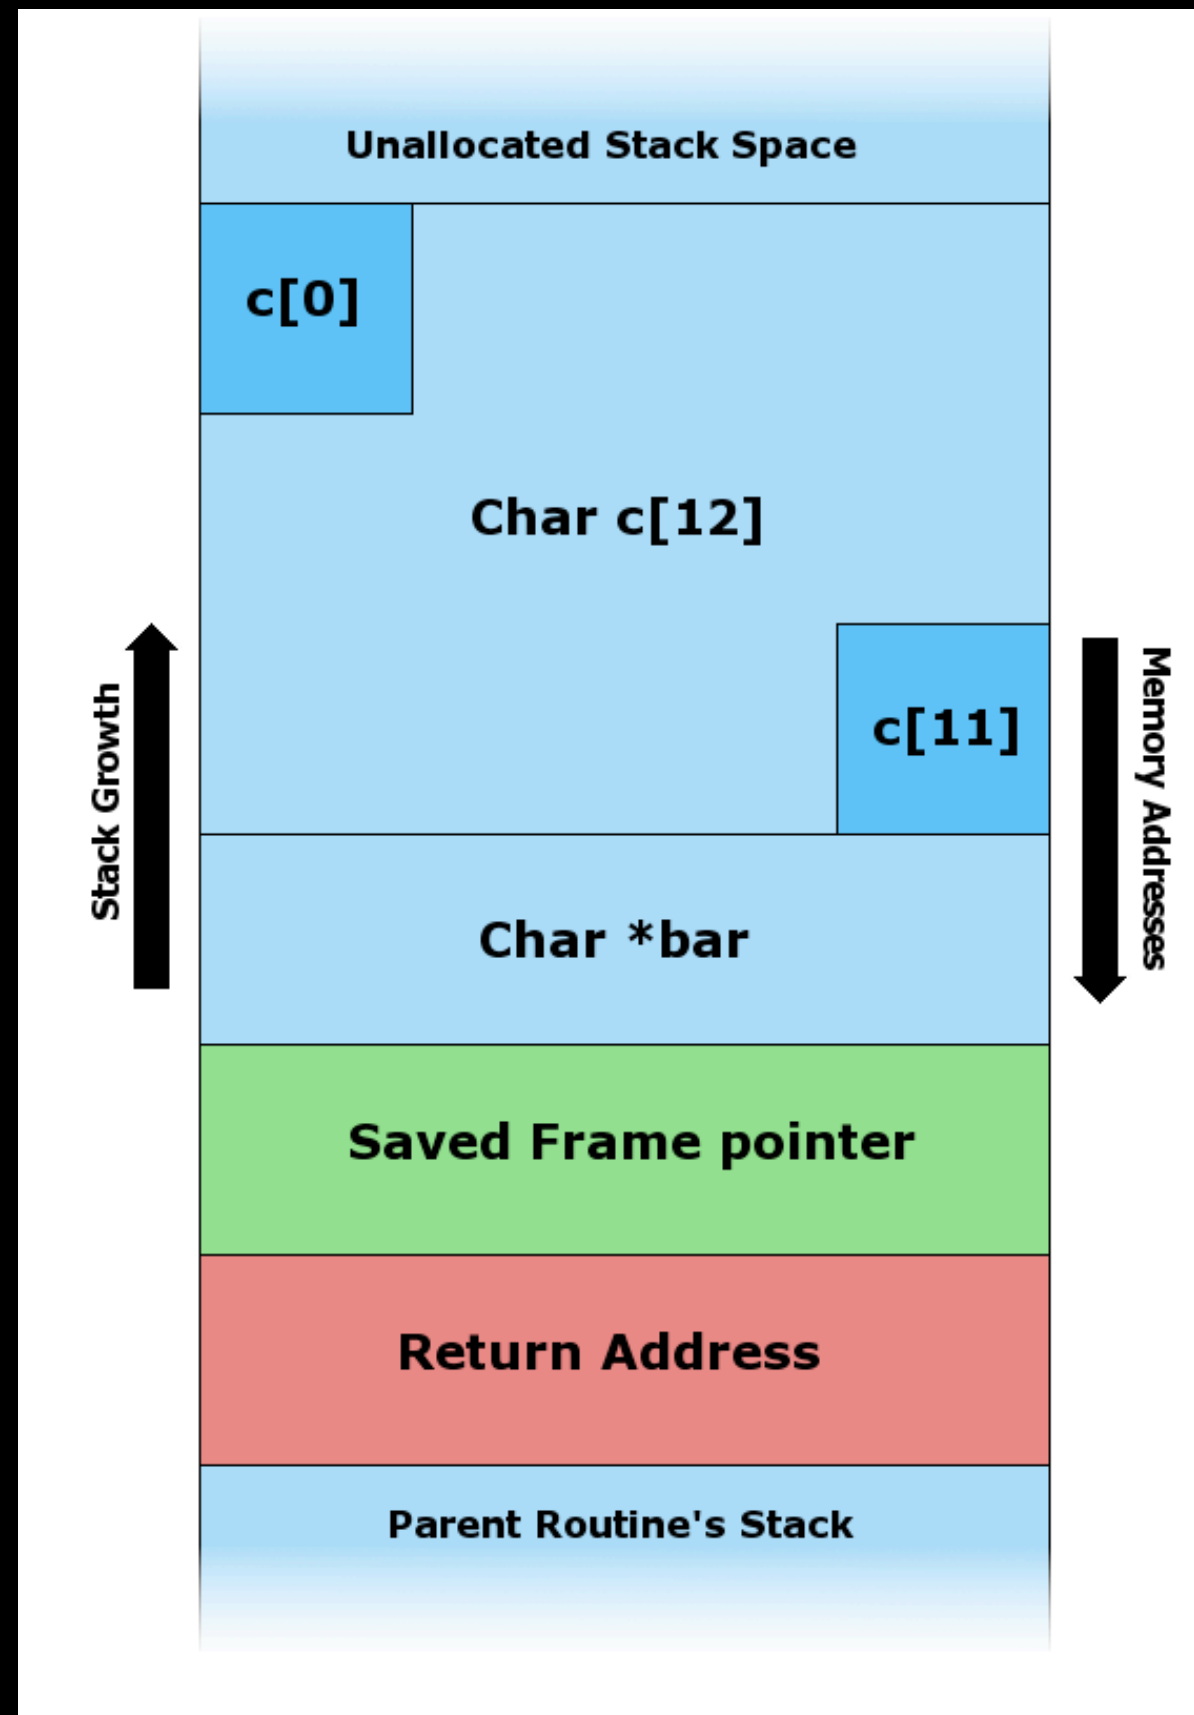 Unallocated Stack Space
c[0]
Char c[12]
c[11]
Stack Growth
Memory Addresses
Char *bar
Saved Frame pointer
Return Address
Parent Routine's Stack